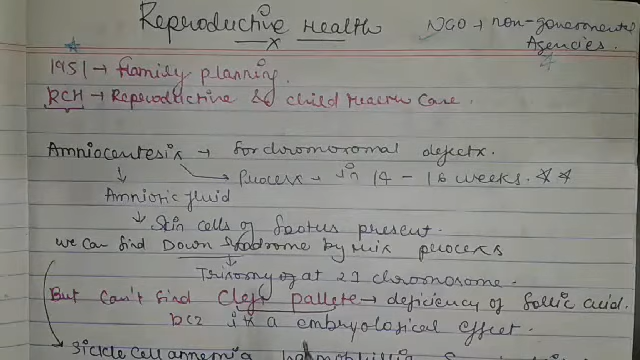 Reproductive Health
NGO → non-governmental
Agencies.
1951 → family planning.
RCH → Reproductive & child Health Care.
Amniocentesis → for chromosomal defects.
Process → in 14 - 16 weeks.
Amniotic fluid
↓ Skin cells of foetus present.
we can find Down Syndrome by this process
Trisomy of at 21 chromosome.
But can't find Cleft pallete → deficiency of follic acid.
bcz it is a embryological effect.
Sickle cell anemia